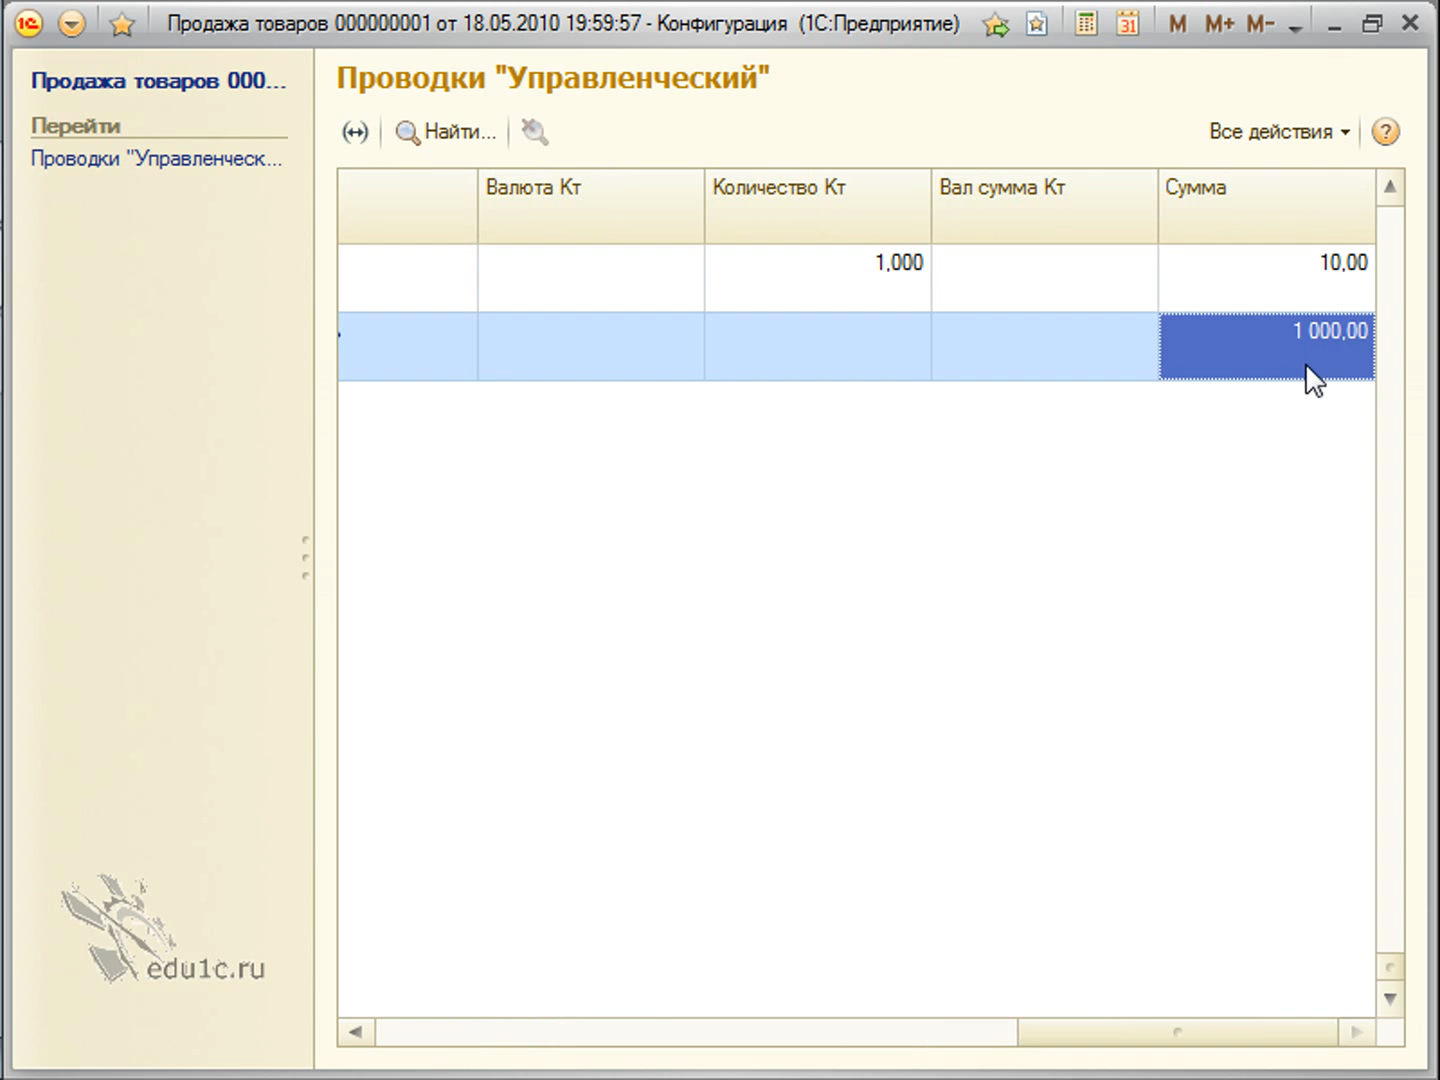 Продажа товаров 000000001 от 18.05.2010 19:59:57 - Конфигурация (1С:Предприятие)
31 M M+ M-
Продажа товаров 000...
Перейти
Проводки "Управленческ...
Проводки "Управленческий"
Найти...
Все действия
?
Валюта Кт
Количество Кт
Вал сумма Кт
Сумма
1,000
10,00
1 000,00
edu1c.ru